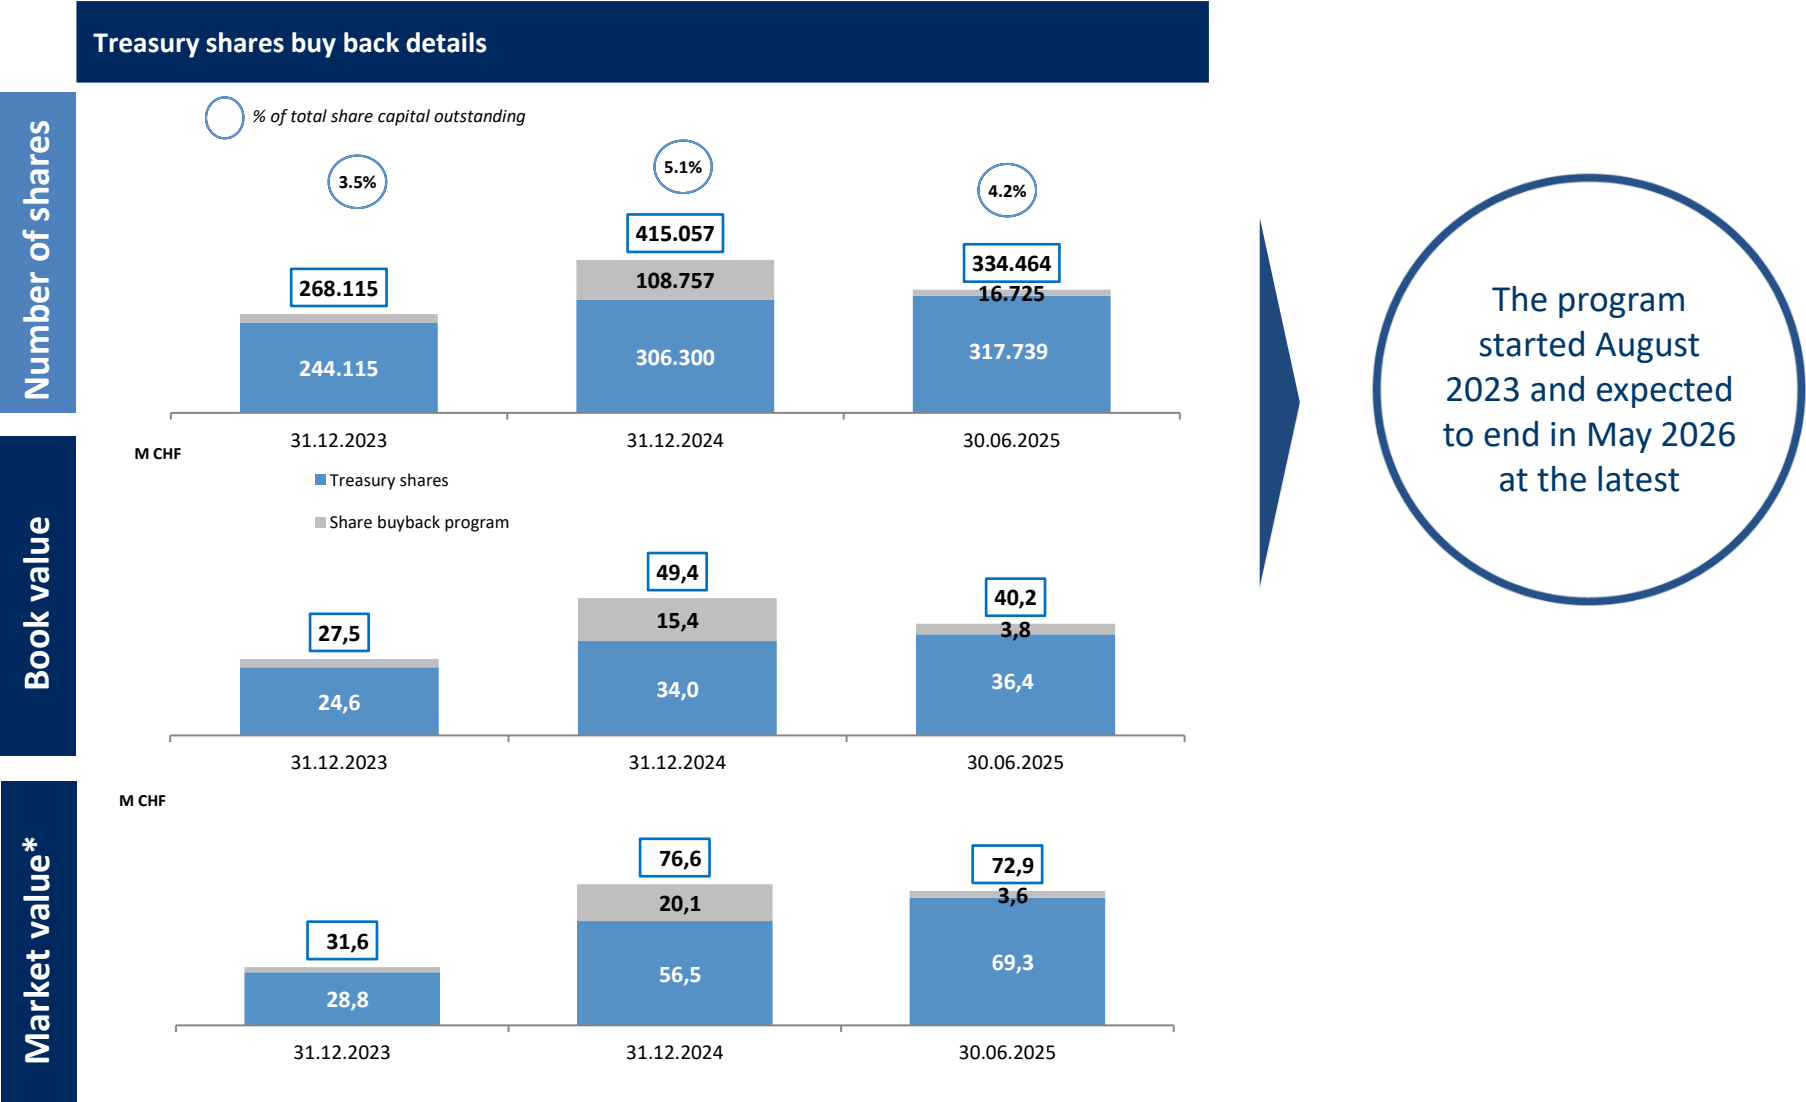 Treasury shares buy back details
Number of shares
% of total share capital outstanding
3.5%
5.1%
4.2%
268.115
415.057
334.464
108.757
16.725
244.115
306.300
317.739
31.12.2023
31.12.2024
30.06.2025
The program
started August
2023 and expected
to end in May 2026
at the latest
Book value
M CHF
Treasury shares
Share buyback program
27,5
49,4
40,2
15,4
3,8
24,6
34,0
36,4
31.12.2023
31.12.2024
30.06.2025
Market value*
M CHF
31,6
76,6
72,9
20,1
3,6
28,8
56,5
69,3
31.12.2023
31.12.2024
30.06.2025